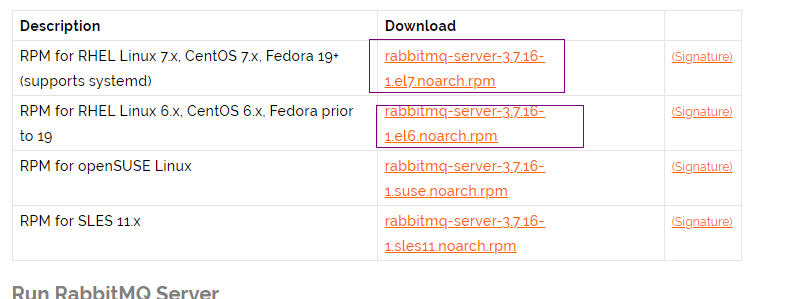 Description Download
RPM for RHEL Linux 7.x, CentOS 7.x, Fedora 19+ rabbitmq-server-3.7.16- (Signature)
(supports systemd) 1.el7.noarch.rpm
RPM for RHEL Linux 6.x, CentOS 6.x, Fedora prior rabbitmq-server-3.7.16- (Signature)
to 19 1.el6.noarch.rpm
RPM for openSUSE Linux rabbitmq-server-3.7.16- (Signature)
1.suse.noarch.rpm
RPM for SLES 11.x rabbitmq-server-3.7.16- (Signature)
1.sles11.noarch.rpm
Run RabbitMQ Server